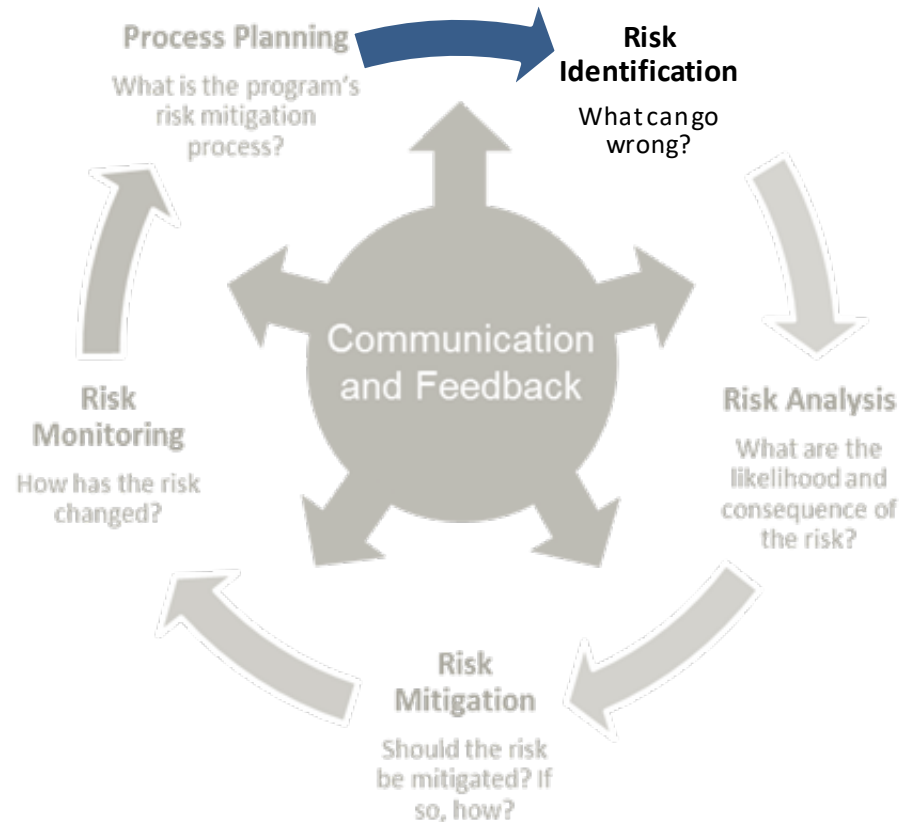 Process Planning
What is the program's
risk mitigation
process?
Risk
Identification
What can go
wrong?
Communication
and Feedback
Risk Analysis
What are the
likelihood and
consequence of
the risk?
Risk
Mitigation
Should the risk
be mitigated? If
so, how?
Risk
Monitoring
How has the risk
changed?